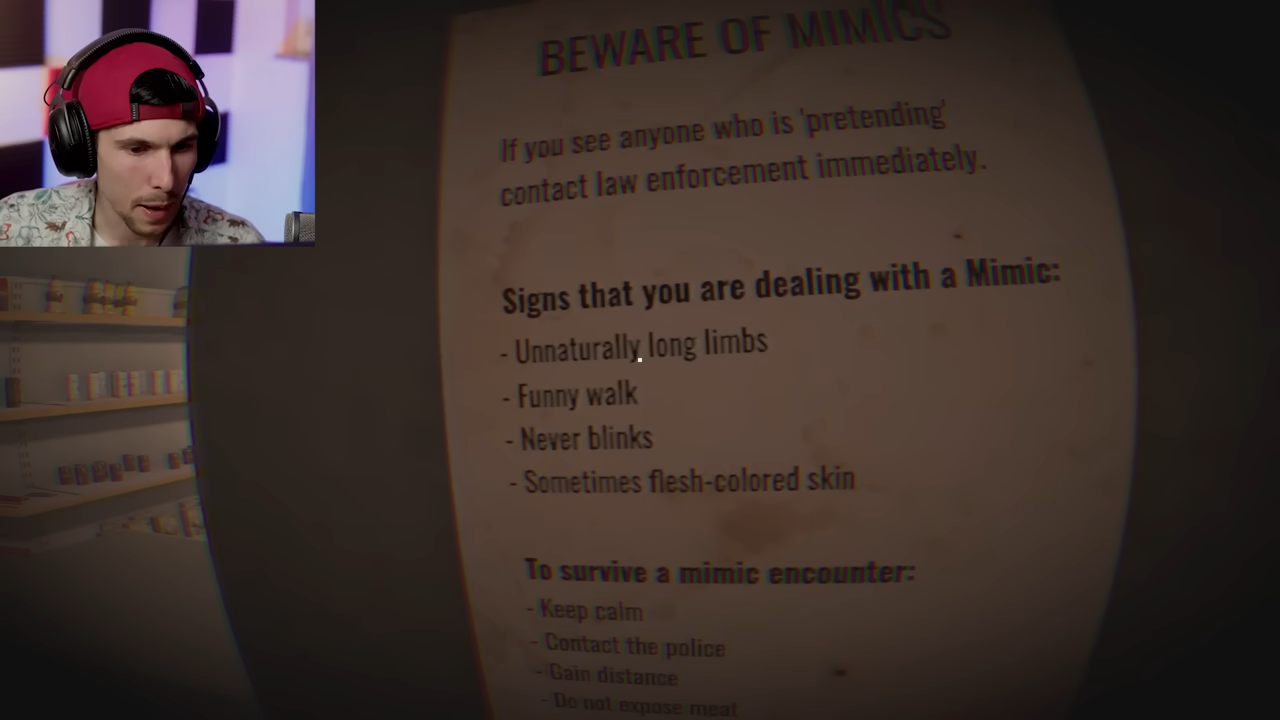 BEWARE OF MIMICS
If you see anyone who is 'pretending'
contact law enforcement immediately.
Signs that you are dealing with a Mimic:
- Unnaturally long limbs
- Funny walk
- Never blinks
- Sometimes flesh-colored skin
To survive a mimic encounter:
- Keep calm
- Contact the police
- Gain distance
- Do not expose meat